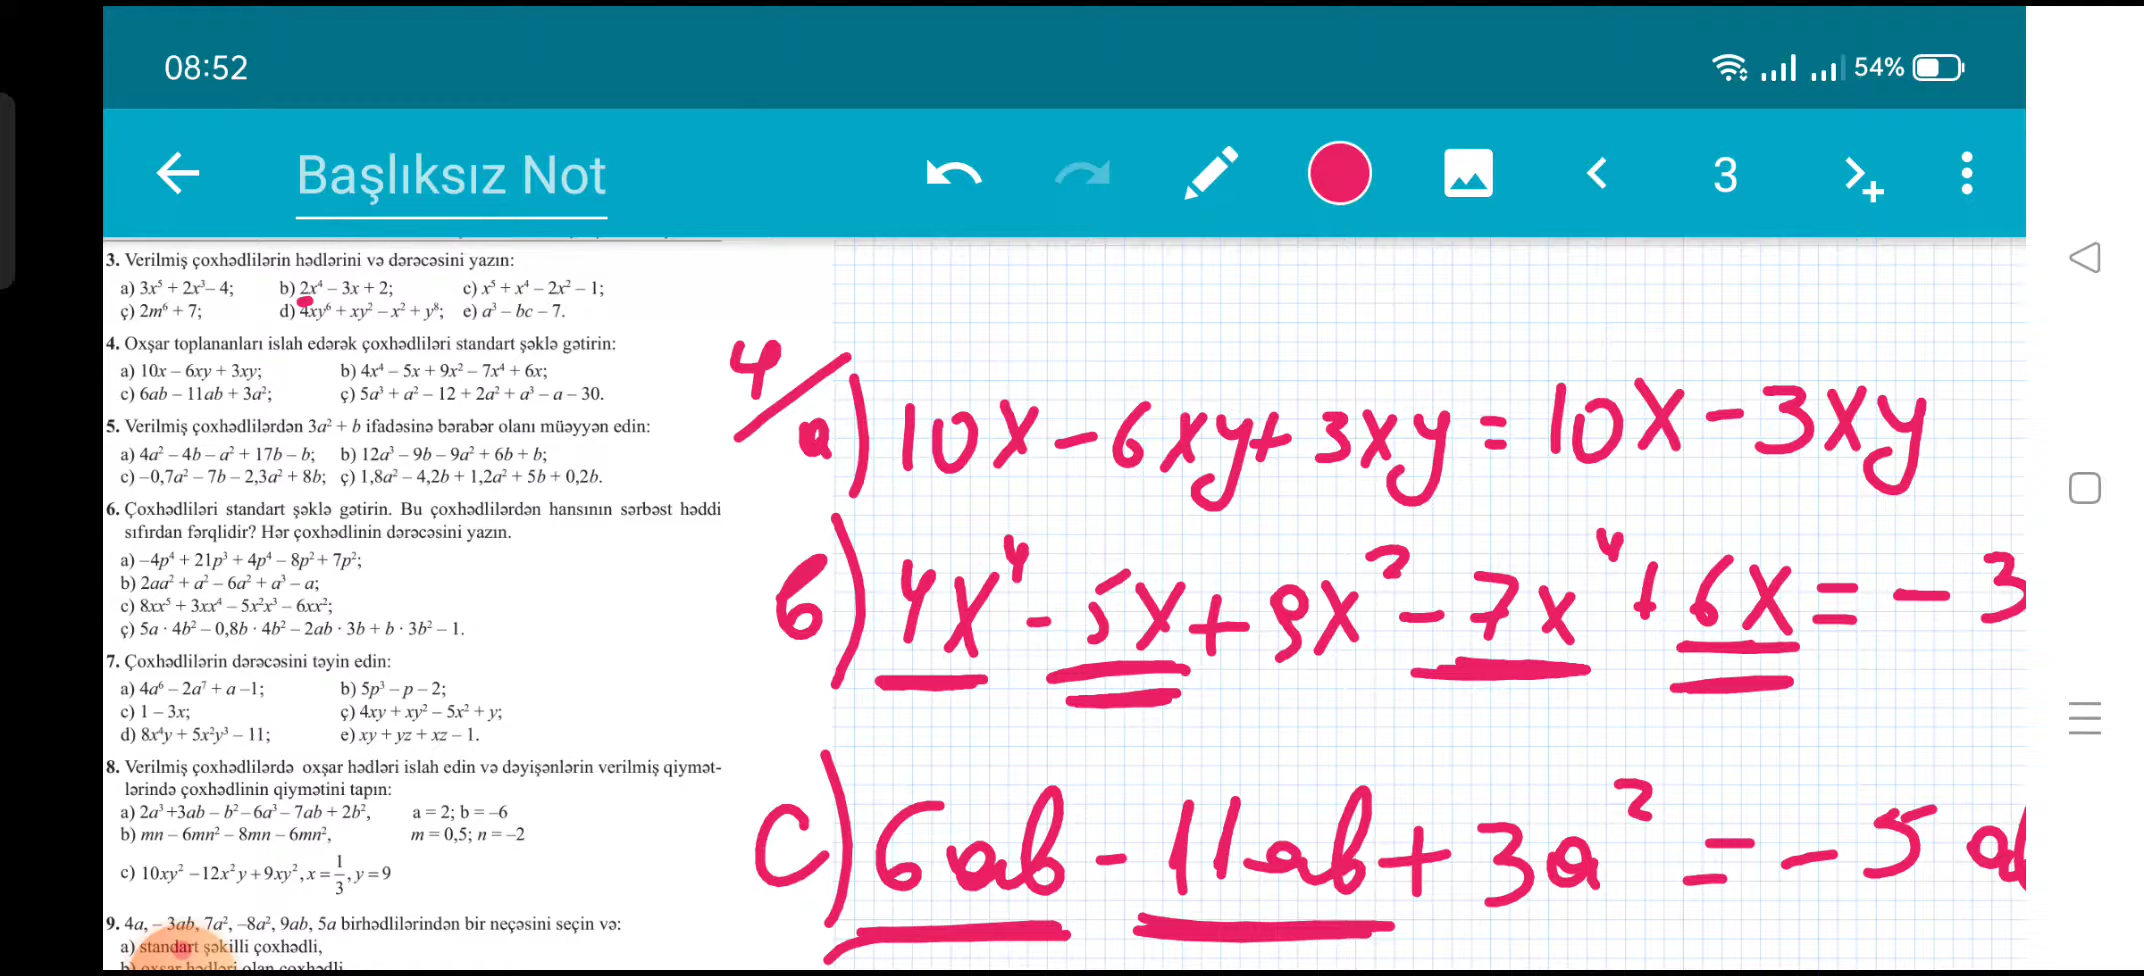 08:52
54%
Başlıksız Not
3
3. Verilmiş çoxhədlilərin hədlərini və dərəcəsini yazın:
a) 3x⁵ + 2x³– 4; b) 2x⁴ – 3x + 2; c) x⁵ + x⁴ – 2x² – 1;
ç) 2m⁶ + 7; d) 4xy⁶ + xy² – x² + y⁸; e) a³ – bc – 7.
4. Oxşar toplananları islah edərək çoxhədliləri standart şəklə gətirin:
a) 10x – 6xy + 3xy; b) 4x⁴ – 5x + 9x² – 7x⁴ + 6x;
c) 6ab – 11ab + 3a²; ç) 5a³ + a² – 12 + 2a² + a³ – a – 30.
5. Verilmiş çoxhədlilərdən 3a² + b ifadəsinə bərabər olanı müəyyən edin:
a) 4a² – 4b – a² + 17b – b; b) 12a³ – 9b – 9a² + 6b + b;
c) –0,7a² – 7b – 2,3a² + 8b; ç) 1,8a² – 4,2b + 1,2a² + 5b + 0,2b.
6. Çoxhədliləri standart şəklə gətirin. Bu çoxhədlilərdən hansının sərbəst həddi
sıfırdan fərqlidir? Hər çoxhədlinin dərəcəsini yazın.
a) –4p⁴ + 21p³ + 4p⁴ – 8p² + 7p²;
b) 2aa² + a² – 6a² + a³ – a;
c) 8xx⁵ + 3xx⁴ – 5x²x³ – 6xx²;
ç) 5a · 4b² – 0,8b · 4b² – 2ab · 3b + b · 3b² – 1.
7. Çoxhədlilərin dərəcəsini təyin edin:
a) 4a⁶ – 2a⁷ + a –1; b) 5p³ – p – 2;
c) 1 – 3x; ç) 4xy + xy² – 5x² + y;
d) 8x⁴y + 5x²y³ – 11; e) xy + yz + xz – 1.
8. Verilmiş çoxhədlilərdə oxşar hədləri islah edin və dəyişənlərin verilmiş qiymət-
lərində çoxhədlinin qiymətini tapın:
a) 2a³+3ab – b²–6a³– 7ab + 2b², a = 2; b = –6
b) mn – 6mn² – 8mn – 6mn², m = 0,5; n = –2
c) 10xy² –12x²y+9xy², x = 1/3, y = 9
9. 4a, – 3ab, 7a², –8a², 9ab, 5a birhədlilərindən bir neçəsini seçin və:
a) standart şəkilli çoxhədli,
b) oxşar hədləri olan çoxhədli
4/
a) 10x – 6xy + 3xy = 10x – 3xy
б) 4x⁴ – 5x + 9x² – 7x⁴ + 6x = – 3
c) 6ab – 11ab + 3a² = – 5a